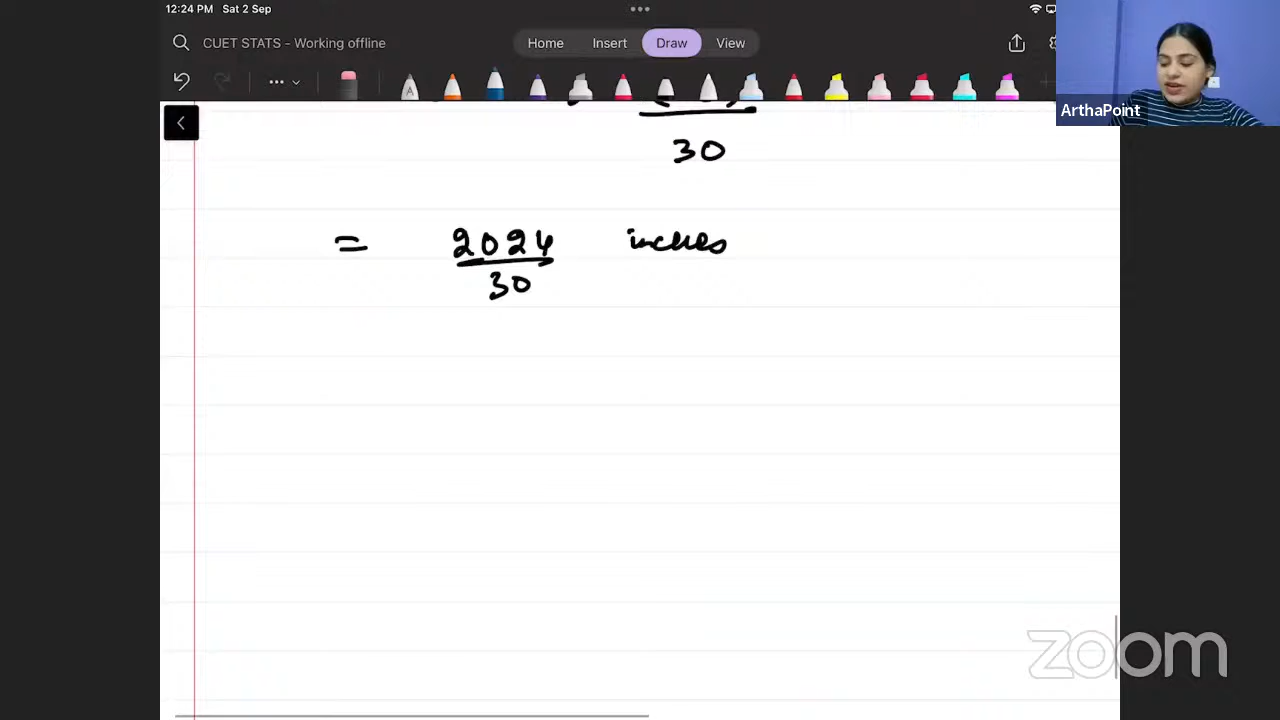 12:24 PM Sat 2 Sep
CUET STATS - Working offline
Home Insert Draw View
A
ArthaPoint
30
= 2024 inches
30
zoom